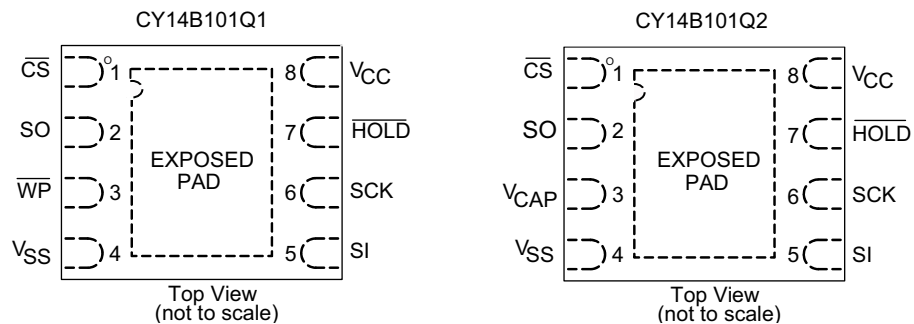 CY14B101Q1
CS 1 8 VCC
SO 2 7 HOLD
EXPOSED
PAD
WP 3 6 SCK
VSS 4 5 SI
Top View
(not to scale)
CY14B101Q2
CS 1 8 VCC
SO 2 7 HOLD
EXPOSED
PAD
VCAP 3 6 SCK
VSS 4 5 SI
Top View
(not to scale)